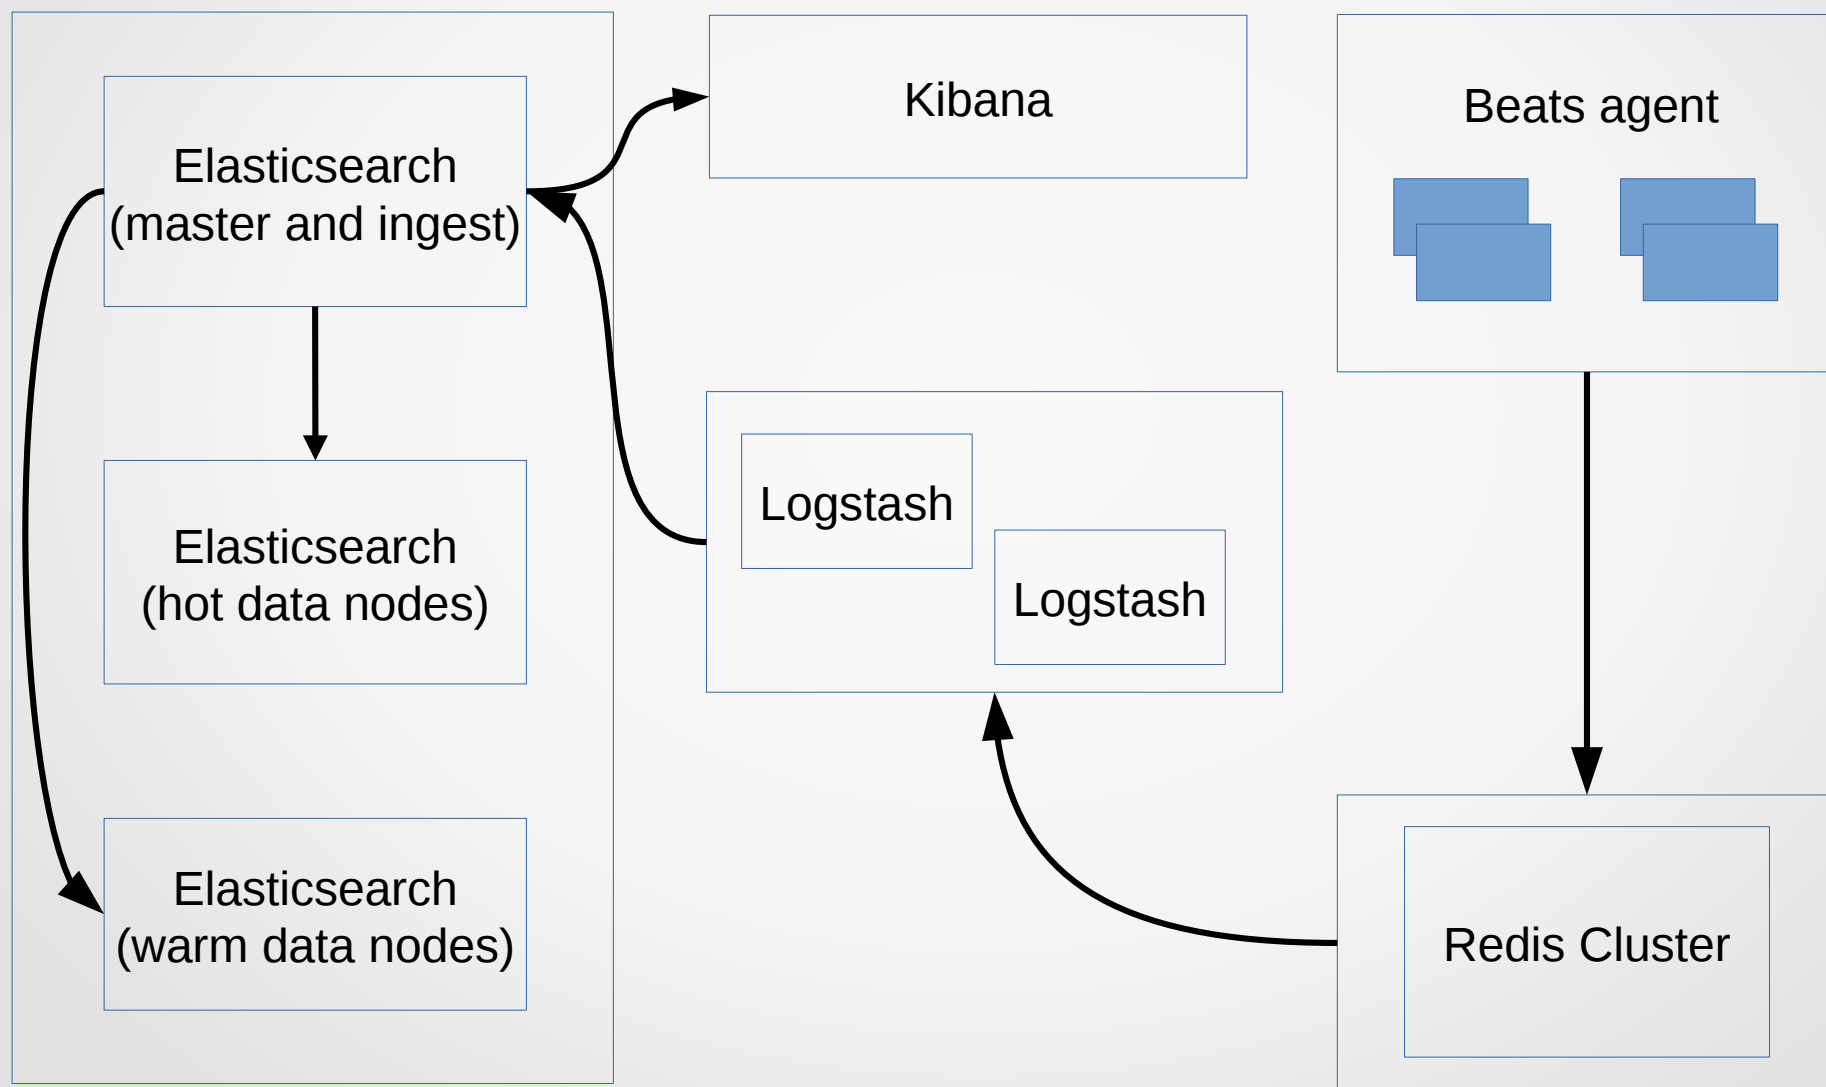 Elasticsearch
(master and ingest)
Elasticsearch
(hot data nodes)
Elasticsearch
(warm data nodes)
Kibana
Logstash
Logstash
Beats agent
Redis Cluster